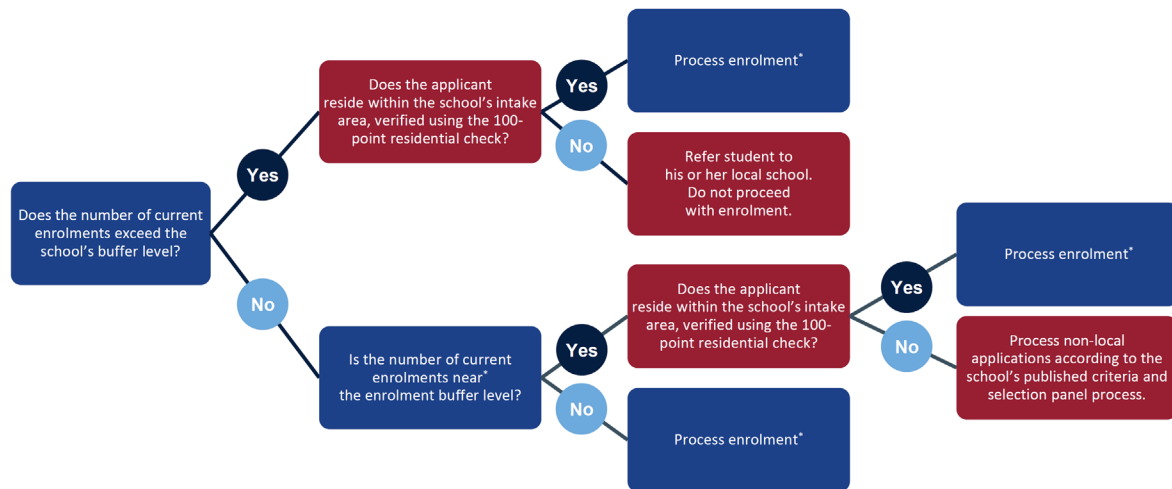 Does the number of current
enrolments exceed the
school's buffer level?
Yes
Does the applicant
reside within the school's intake
area, verified using the 100-
point residential check?
Yes
Process enrolment*
No
Refer student to
his or her local school.
Do not proceed
with enrolment.
No
Is the number of current
enrolments near*
the enrolment buffer level?
Yes
Does the applicant
reside within the school's intake
area, verified using the 100-
point residential check?
Yes
Process enrolment*
No
Process non-local
applications according to the
school's published criteria and
selection panel process.
No
Process enrolment*